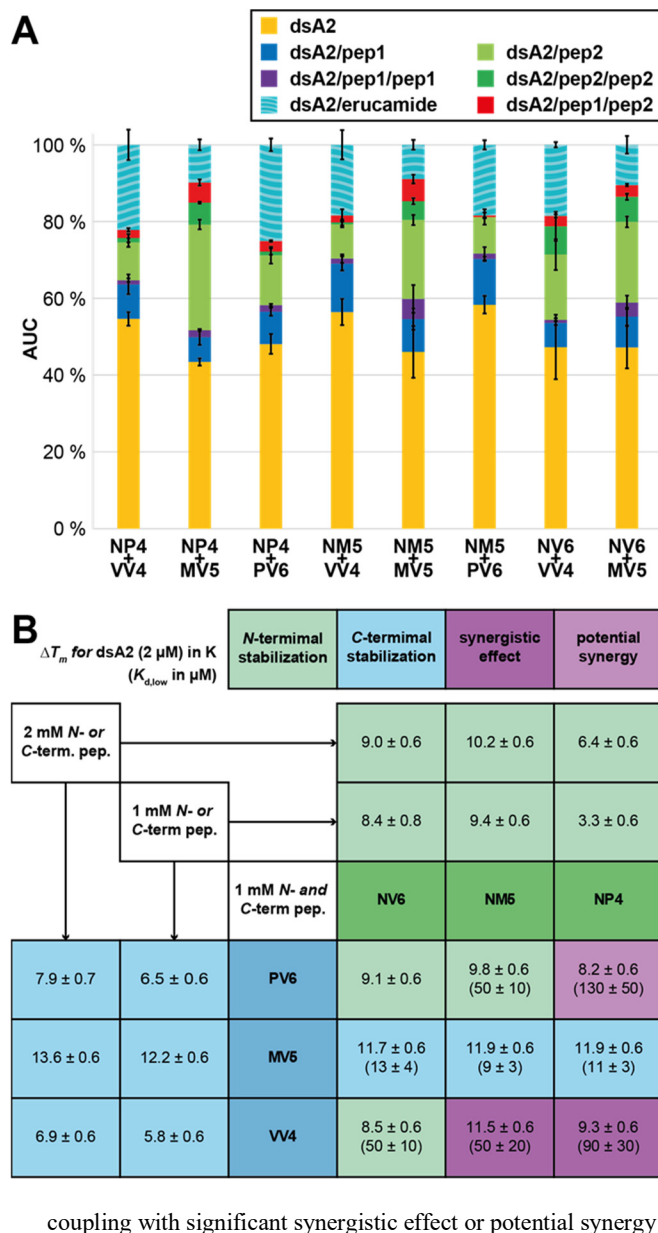 A
dsA2
dsA2/pep1
dsA2/pep2
dsA2/pep1/pep1
dsA2/pep2/pep2
dsA2/erucamide
dsA2/pep1/pep2
100 %
80 %
60 %
40 %
20 %
0 %
AUC
NP4 NP4 NP4 NM5 NM5 NM5 NV6 NV6
+ + + + + + + +
VV4 MV5 PV6 VV4 MV5 PV6 VV4 MV5
B
ΔTm for dsA2 (2 µM) in K
(Kd,low in µM)
N-termimal
stabilization
C-termimal
stabilization
synergistic
effect
potential
synergy
2 mM N- or
C-term. pep.
9.0 ± 0.6 10.2 ± 0.6 6.4 ± 0.6
1 mM N- or
C-term pep.
8.4 ± 0.8 9.4 ± 0.6 3.3 ± 0.6
1 mM N- and
C-term pep.
NV6 NM5 NP4
7.9 ± 0.7 6.5 ± 0.6 PV6 9.1 ± 0.6 9.8 ± 0.6 8.2 ± 0.6
(50 ± 10) (130 ± 50)
13.6 ± 0.6 12.2 ± 0.6 MV5 11.7 ± 0.6 11.9 ± 0.6 11.9 ± 0.6
(13 ± 4) (9 ± 3) (11 ± 3)
6.9 ± 0.6 5.8 ± 0.6 VV4 8.5 ± 0.6 11.5 ± 0.6 9.3 ± 0.6
(50 ± 10) (50 ± 20) (90 ± 30)
coupling with significant synergistic effect or potential synergy